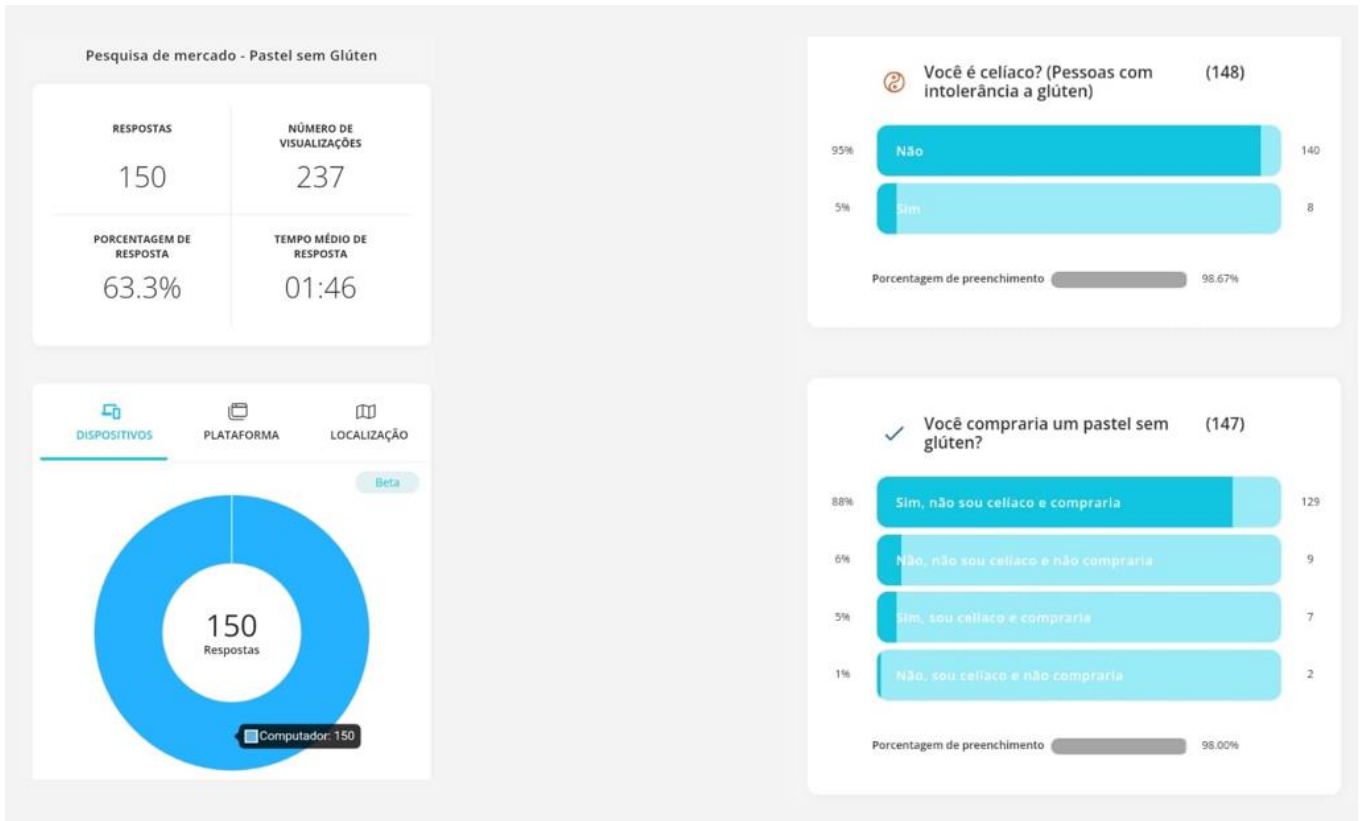 Pesquisa de mercado - Pastel sem Glúten
RESPOSTAS
150
NÚMERO DE
VISUALIZAÇÕES
237
PORCENTAGEM DE
RESPOSTA
63.3%
TEMPO MÉDIO DE
RESPOSTA
01:46
DISPOSITIVOS
PLATAFORMA
LOCALIZAÇÃO
Beta
150
Respostas
Computador: 150
Você é celíaco? (Pessoas com (148)
intolerância a glúten)
95% Não 140
5% Sim 8
Porcentagem de preenchimento 98.67%
Você compraria um pastel sem (147)
glúten?
88% Sim, não sou celíaco e compraria 129
6% Não, não sou celíaco e não compraria 9
5% Sim, sou celíaco e compraria 7
1% Não, sou celíaco e não compraria 2
Porcentagem de preenchimento 98.00%